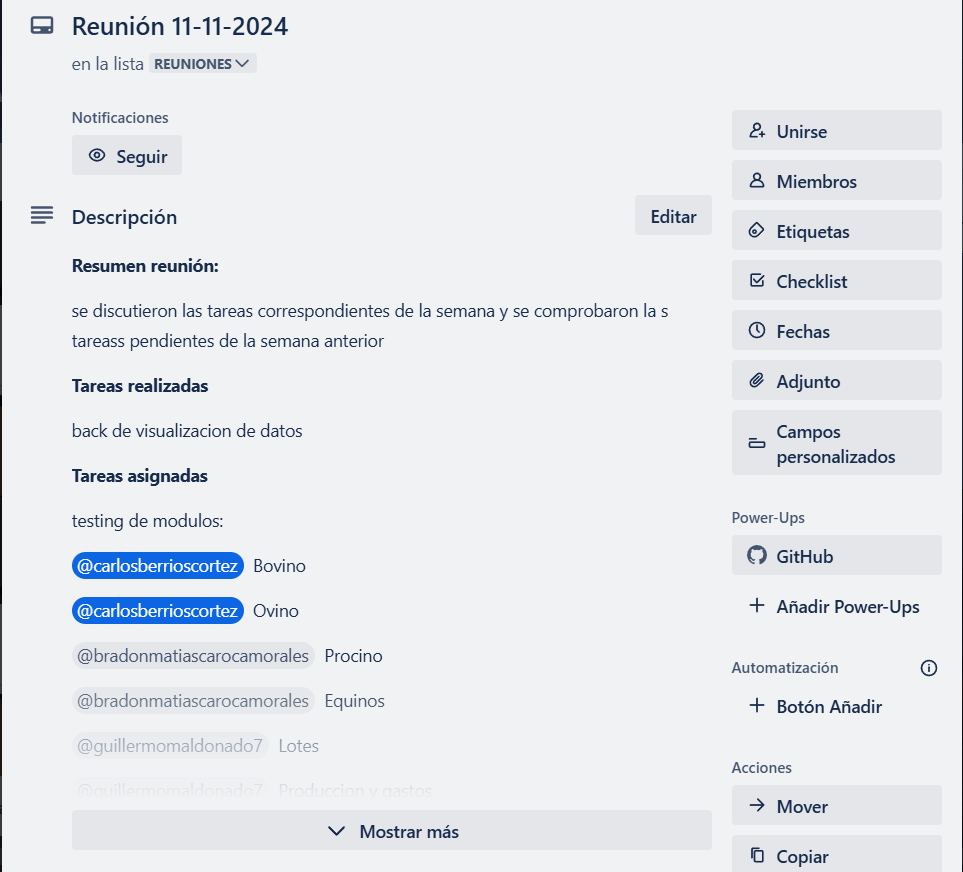 Reunión 11-11-2024
en la lista REUNIONES
Notificaciones
Seguir
Descripción
Editar
Resumen reunión:
se discutieron las tareas correspondientes de la semana y se comprobaron la s
tareass pendientes de la semana anterior
Tareas realizadas
back de visualizacion de datos
Tareas asignadas
testing de modulos:
@carlosberrioscortez Bovino
@carlosberrioscortez Ovino
@bradonmatiascarocamorales Procino
@bradonmatiascarocamorales Equinos
@guillermomaldonado7 Lotes
@guillermomaldonado7 Produccion y gastos
Mostrar más
Unirse
Miembros
Etiquetas
Checklist
Fechas
Adjunto
Campos
personalizados
Power-Ups
GitHub
Añadir Power-Ups
Automatización
Botón Añadir
Acciones
Mover
Copiar